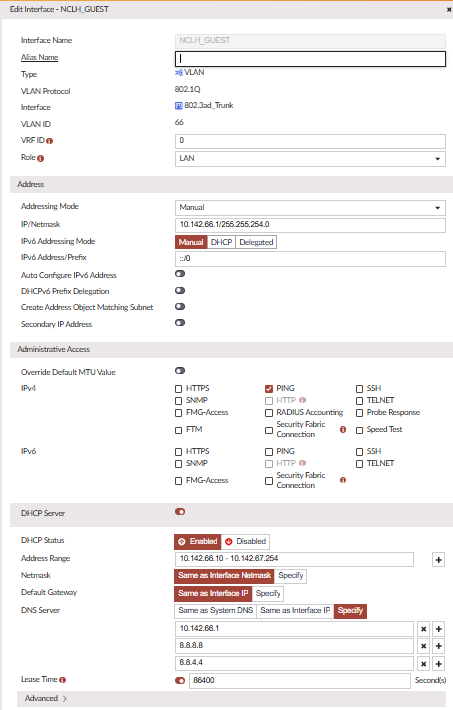 Edit Interface - NCLH_GUEST ×
Interface Name NCLH_GUEST
Alias Name
Type VLAN
VLAN Protocol 802.1Q
Interface 802.3ad_Trunk
VLAN ID 66
VRF ID 0
Role LAN
Address
Addressing Mode Manual
IP/Netmask 10.142.66.1/255.255.254.0
IPv6 Addressing Mode Manual DHCP Delegated
IPv6 Address/Prefix ::/0
Auto Configure IPv6 Address
DHCPv6 Prefix Delegation
Create Address Object Matching Subnet
Secondary IP Address
Administrative Access
Override Default MTU Value
IPv4 HTTPS PING SSH
SNMP HTTP TELNET
FMG-Access RADIUS Accounting Probe Response
FTM Security Fabric Connection Speed Test
IPv6 HTTPS PING SSH
SNMP HTTP TELNET
FMG-Access Security Fabric Connection
DHCP Server
DHCP Status Enabled Disabled
Address Range 10.142.66.10 - 10.142.67.254
Netmask Same as Interface Netmask Specify
Default Gateway Same as Interface IP Specify
DNS Server Same as System DNS Same as Interface IP Specify
10.142.66.1
8.8.8.8
8.8.4.4
Lease Time 86400 Second(s)
Advanced >